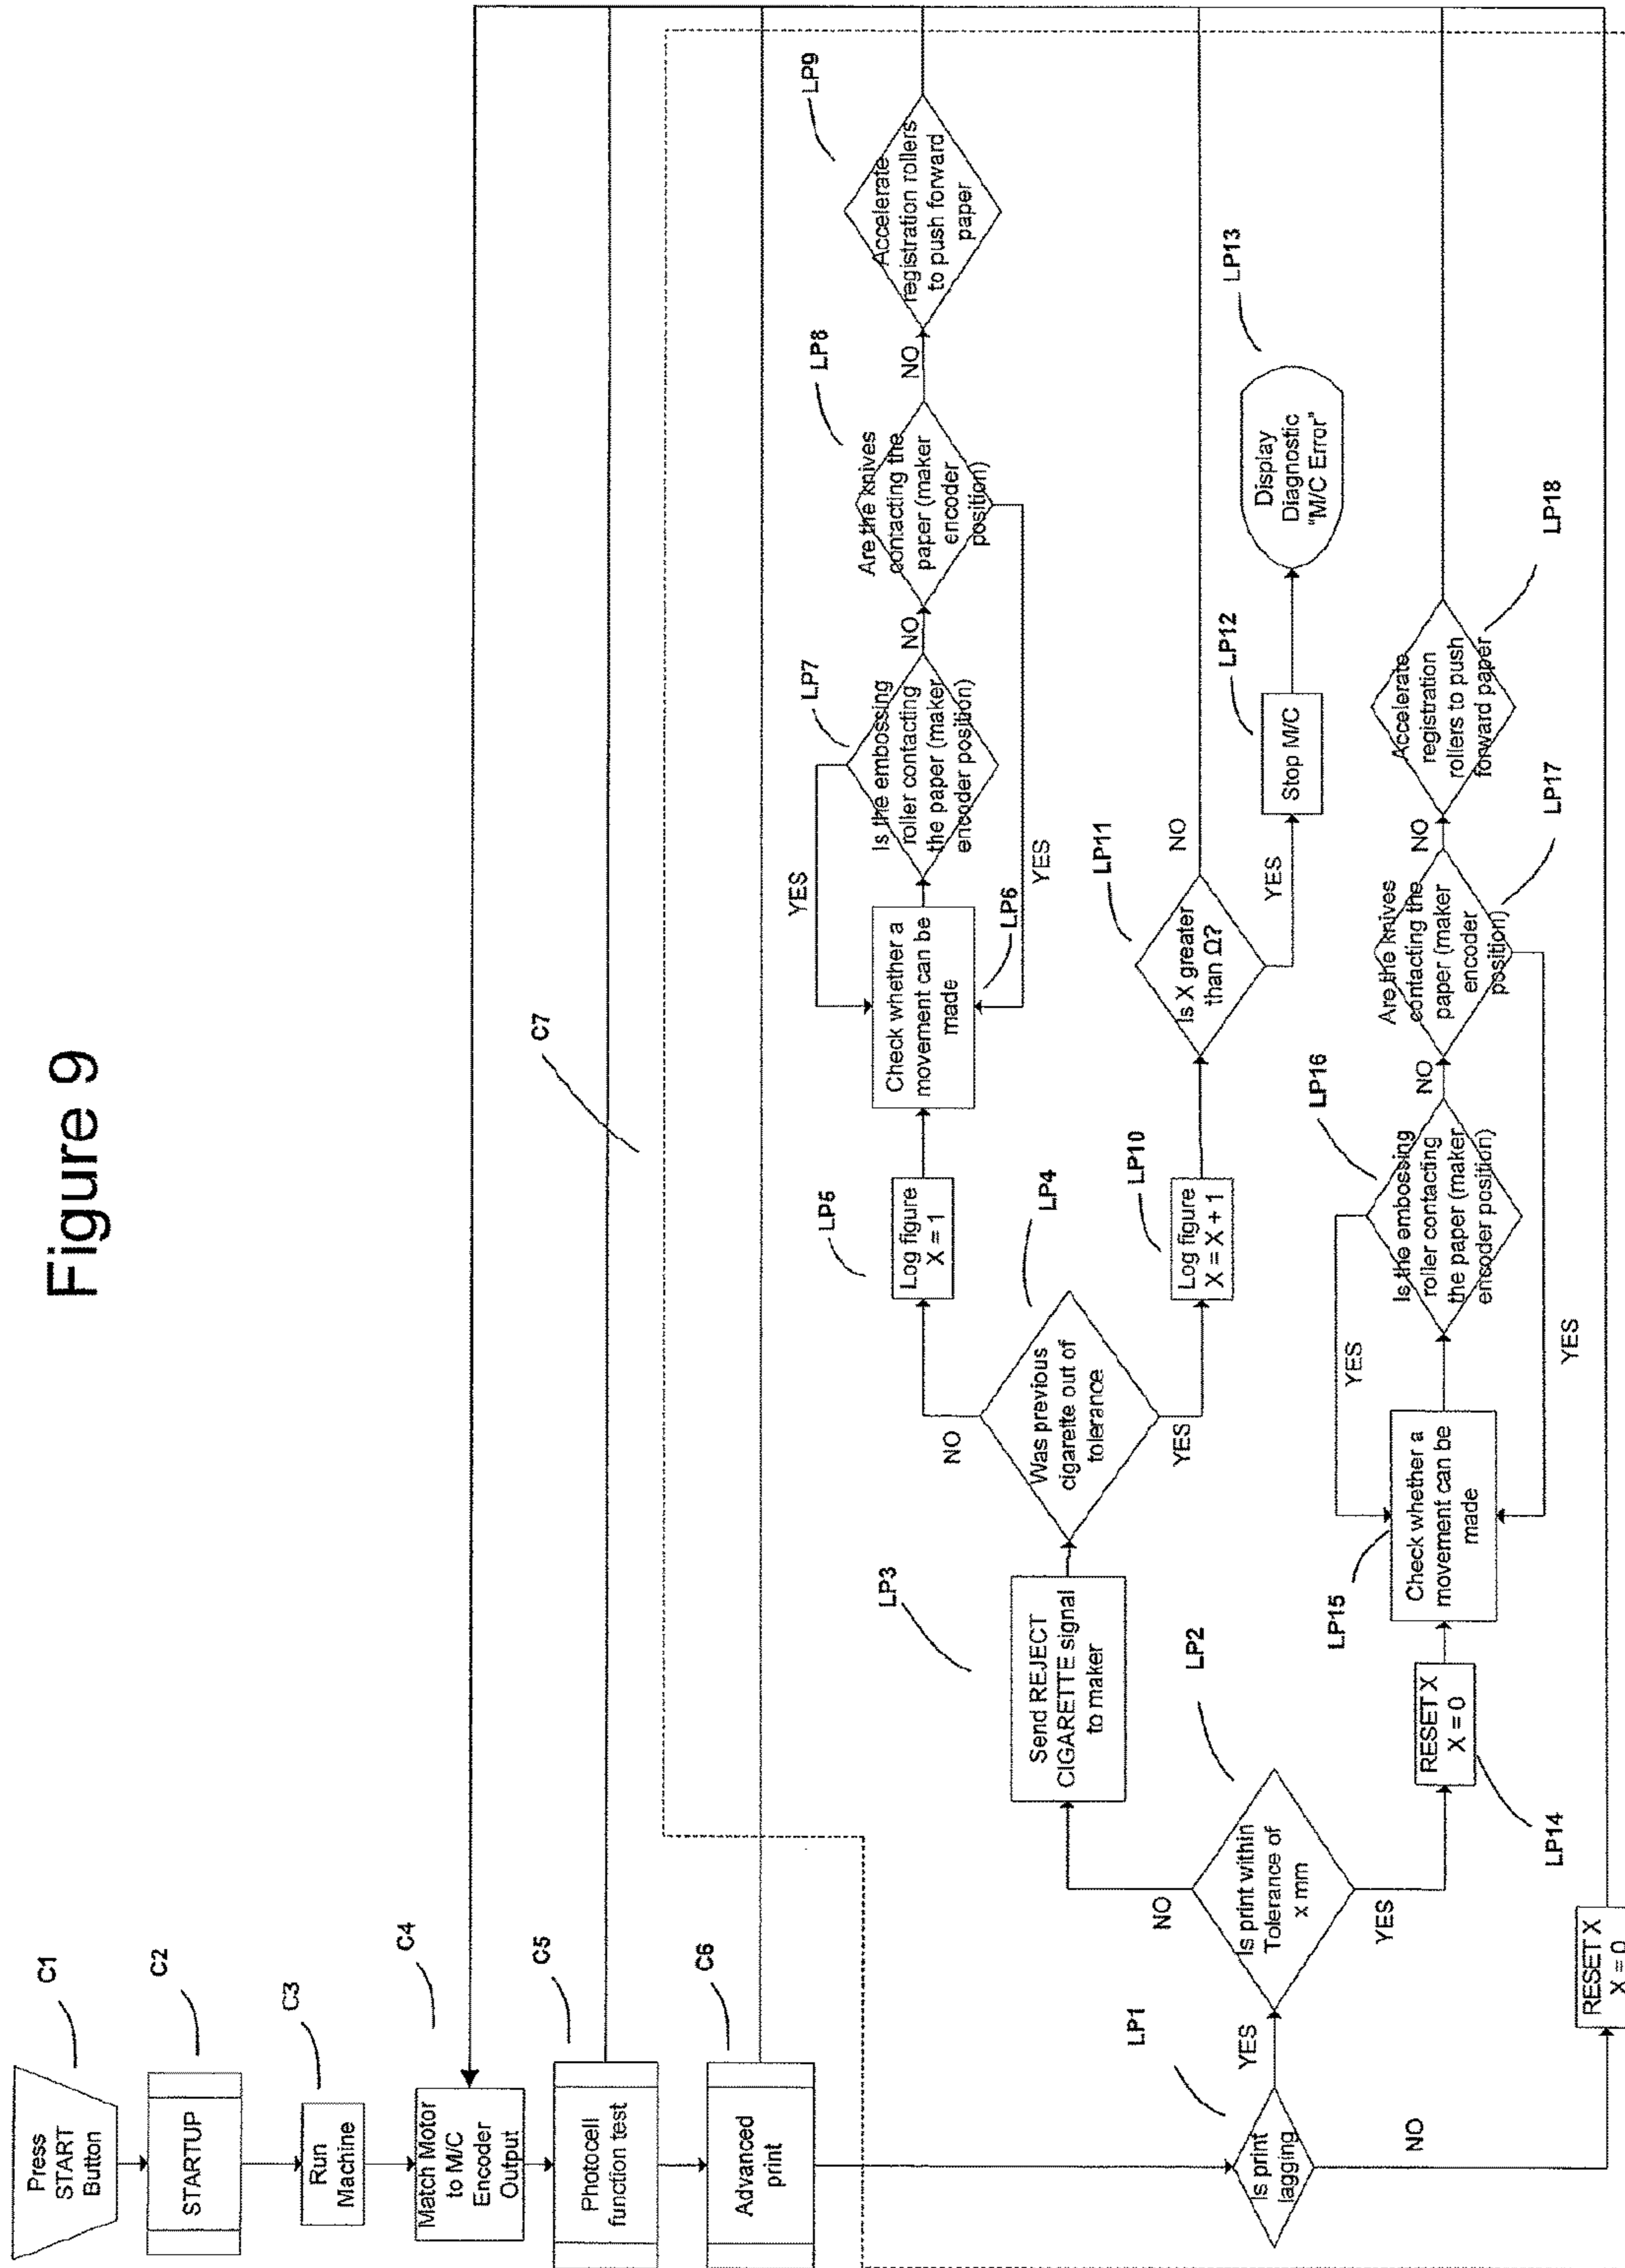 Figure 9
Press
START
Button
C1
STARTUP
C2
Run
Machine
C3
Match Motor
to M/C
Encoder
Output
C4
Photocell
function test
C5
Advanced
print
C6
C7
Is print
lagging
LP1
YES
NO
RESET X
X = 0
Is print within
Tolerance of
x mm
LP2
NO
YES
Send REJECT
CIGARETTE signal
to maker
LP3
Was previous
cigarette out of
tolerance
LP4
NO
YES
Log figure
X = 1
LP5
Check whether a
movement can be
made
LP6
YES
YES
Is the embossing
roller contacting
the paper (maker
encoder position)
LP7
NO
Are the knives
contacting the
paper (maker
encoder
position)
LP8
NO
Accelerate
registration rollers
to push forward
paper
LP9
Log figure
X = X + 1
LP10
Is X greater
than Ω?
LP11
NO
YES
Stop M/C
LP12
Display
Diagnostic
"M/C Error"
LP13
RESET X
X = 0
LP14
Check whether a
movement can be
made
LP15
YES
YES
Is the embossing
roller contacting
the paper (maker
encoder position)
LP16
NO
Are the knives
contacting the
paper (maker
encoder
position)
LP17
NO
Accelerate
registration
rollers to push
forward paper
LP18